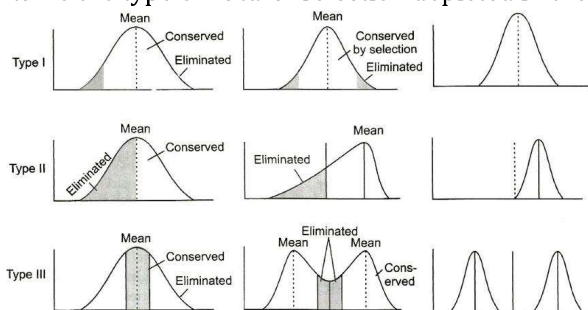 Mean
Conserved
Eliminated
Mean
Conserved
by selection
Eliminated
Type I
Mean
Conserved
Eliminated
Mean
Eliminated
Type II
Mean
Conserved
Eliminated
Eliminated
Mean
Mean
Cons-
erved
Type III